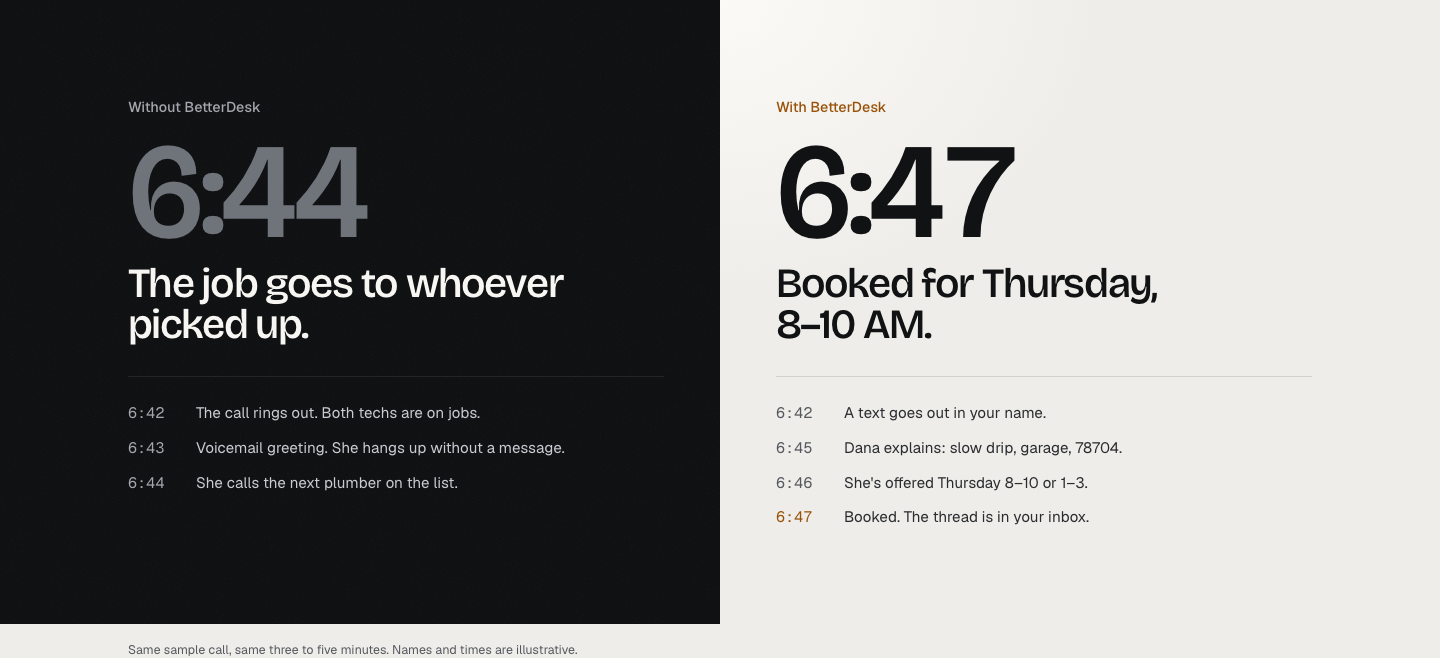 Without BetterDesk
6:44
The job goes to whoever
picked up.
6:42 The call rings out. Both techs are on jobs.
6:43 Voicemail greeting. She hangs up without a message.
6:44 She calls the next plumber on the list.
With BetterDesk
6:47
Booked for Thursday,
8–10 AM.
6:42 A text goes out in your name.
6:45 Dana explains: slow drip, garage, 78704.
6:46 She's offered Thursday 8–10 or 1–3.
6:47 Booked. The thread is in your inbox.
Same sample call, same three to five minutes. Names and times are illustrative.